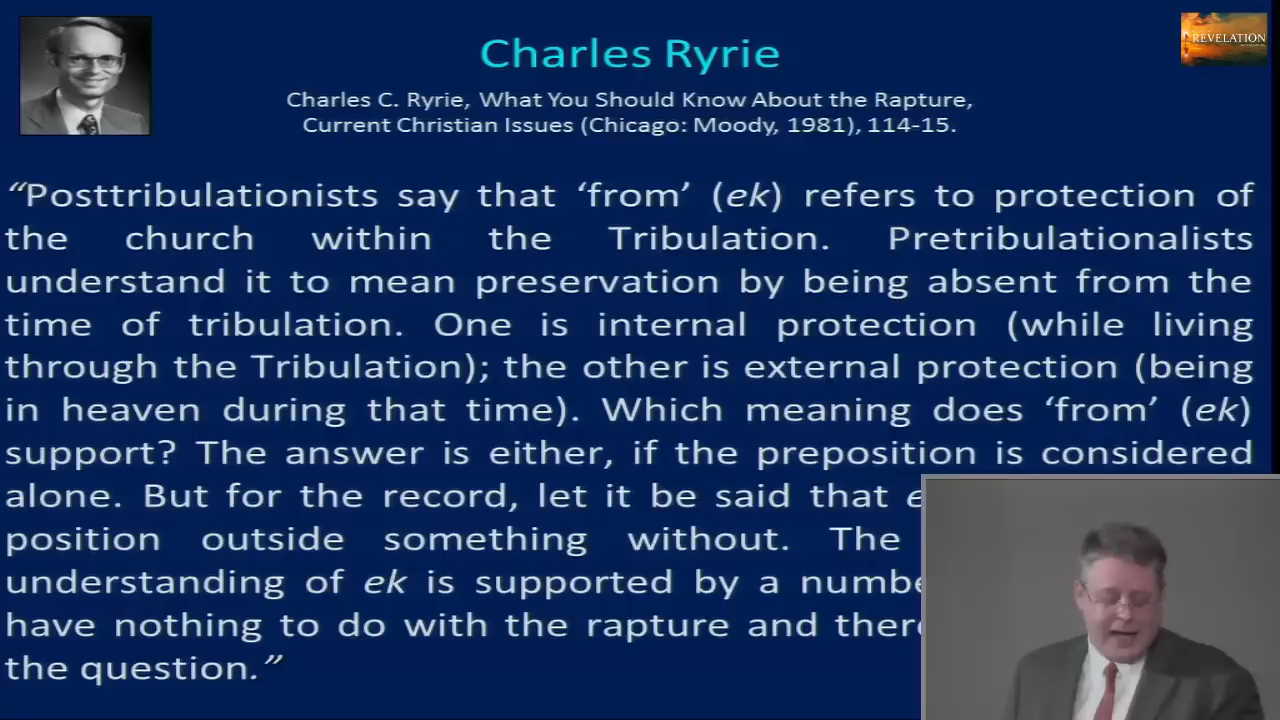 Charles Ryrie
REVELATION
Charles C. Ryrie, What You Should Know About the Rapture,
Current Christian Issues (Chicago: Moody, 1981), 114-15.
“Posttribulationists say that ‘from’ (ek) refers to protection of
the church within the Tribulation. Pretribulationalists
understand it to mean preservation by being absent from the
time of tribulation. One is internal protection (while living
through the Tribulation); the other is external protection (being
in heaven during that time). Which meaning does ‘from’ (ek)
support? The answer is either, if the preposition is considered
alone. But for the record, let it be said that
position outside something without. The
understanding of ek is supported by a
have nothing to do with the rapture and
the question.”